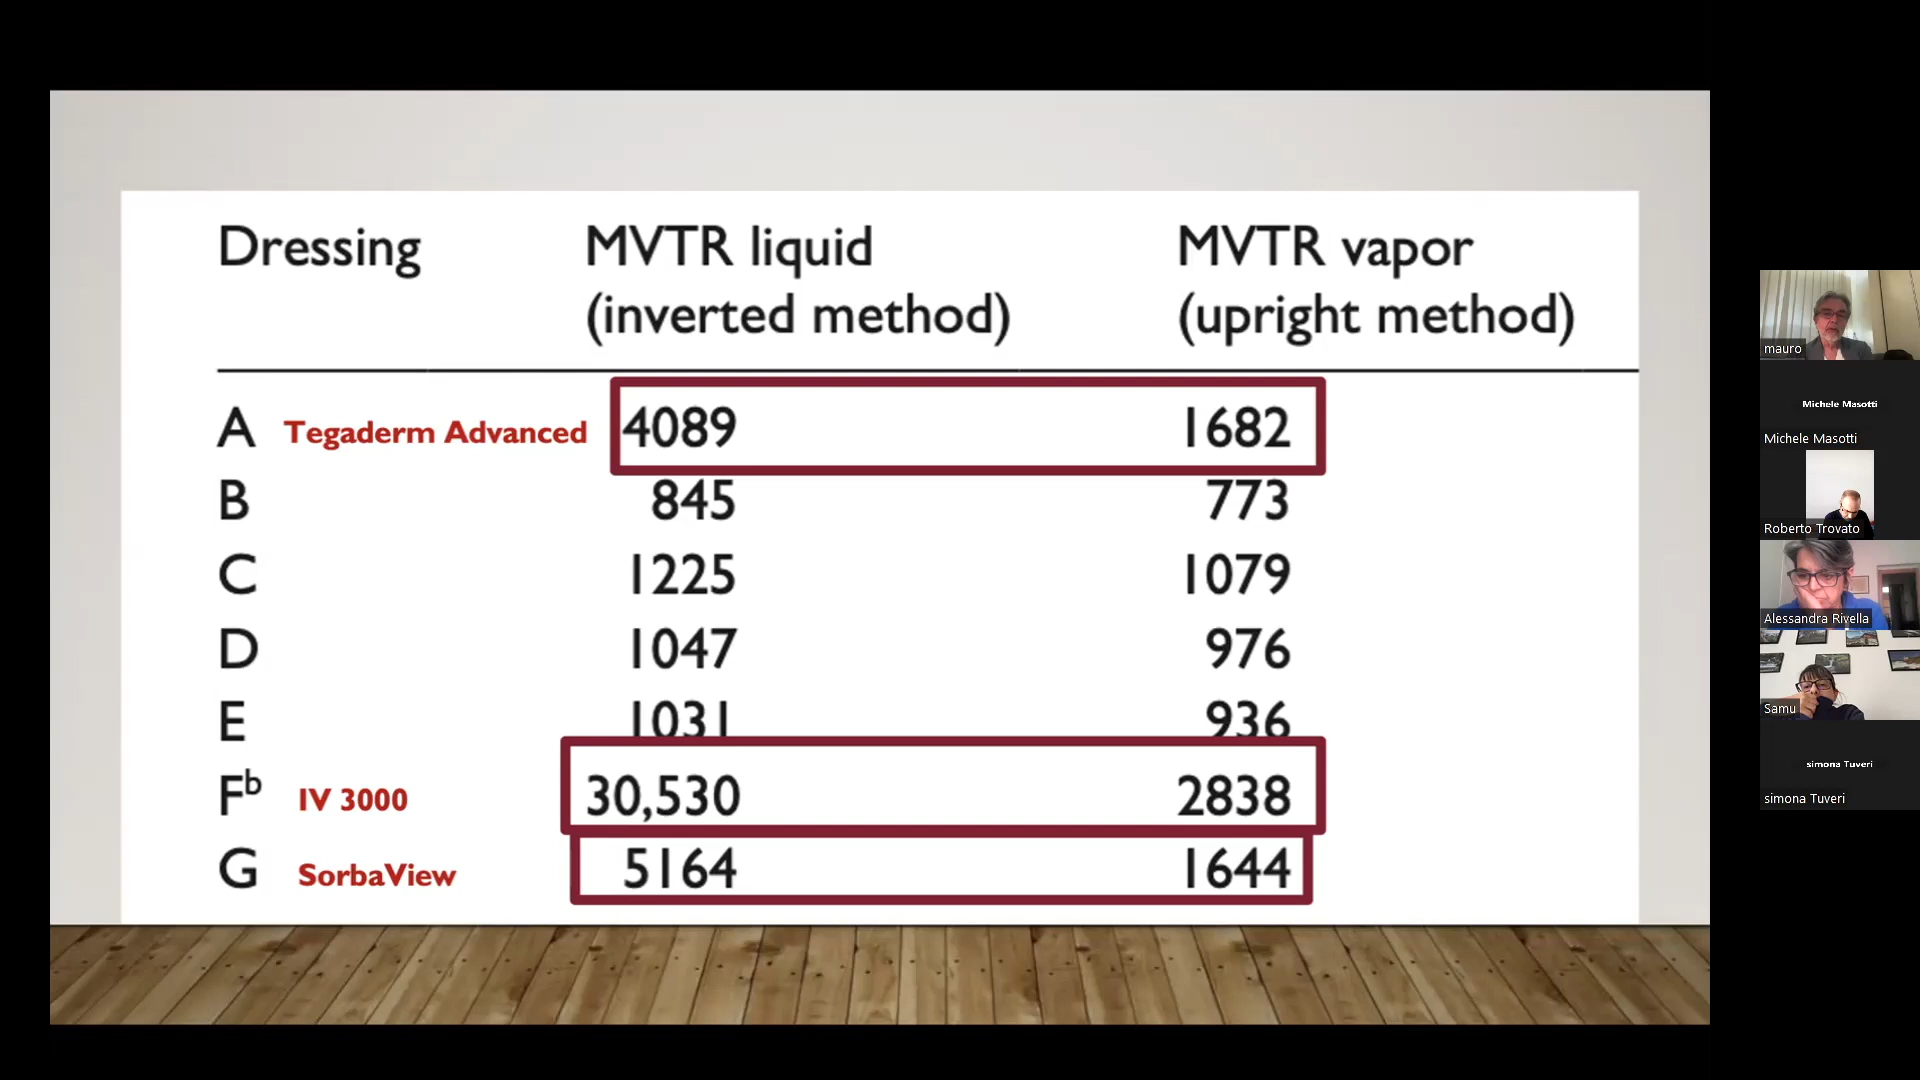 Dressing MVTR liquid MVTR vapor
(inverted method) (upright method)
A Tegaderm Advanced 4089 1682
B 845 773
C 1225 1079
D 1047 976
E 1031 936
Fᵇ IV 3000 30,530 2838
G SorbaView 5164 1644
mauro
Michele Masotti
Michele Masotti
Roberto Trovato
Alessandra Rivella
Samu
simona Tuveri
simona Tuveri